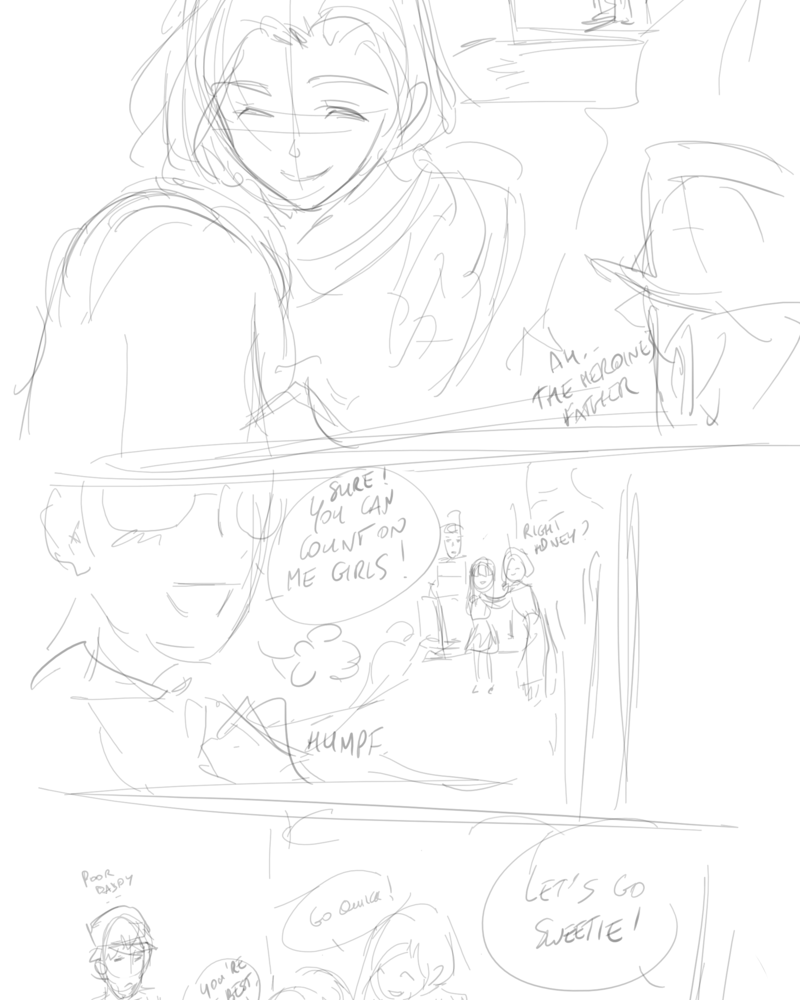 AH...
THE HEROINE
FATHER
SURE!
YOU CAN
COUNT ON
ME GIRLS!
RIGHT
HONEY?
HUMPF
POOR
DADDY
...
GO QUICK!
LET'S GO
SWEETIE!
YOU'RE
BEST,